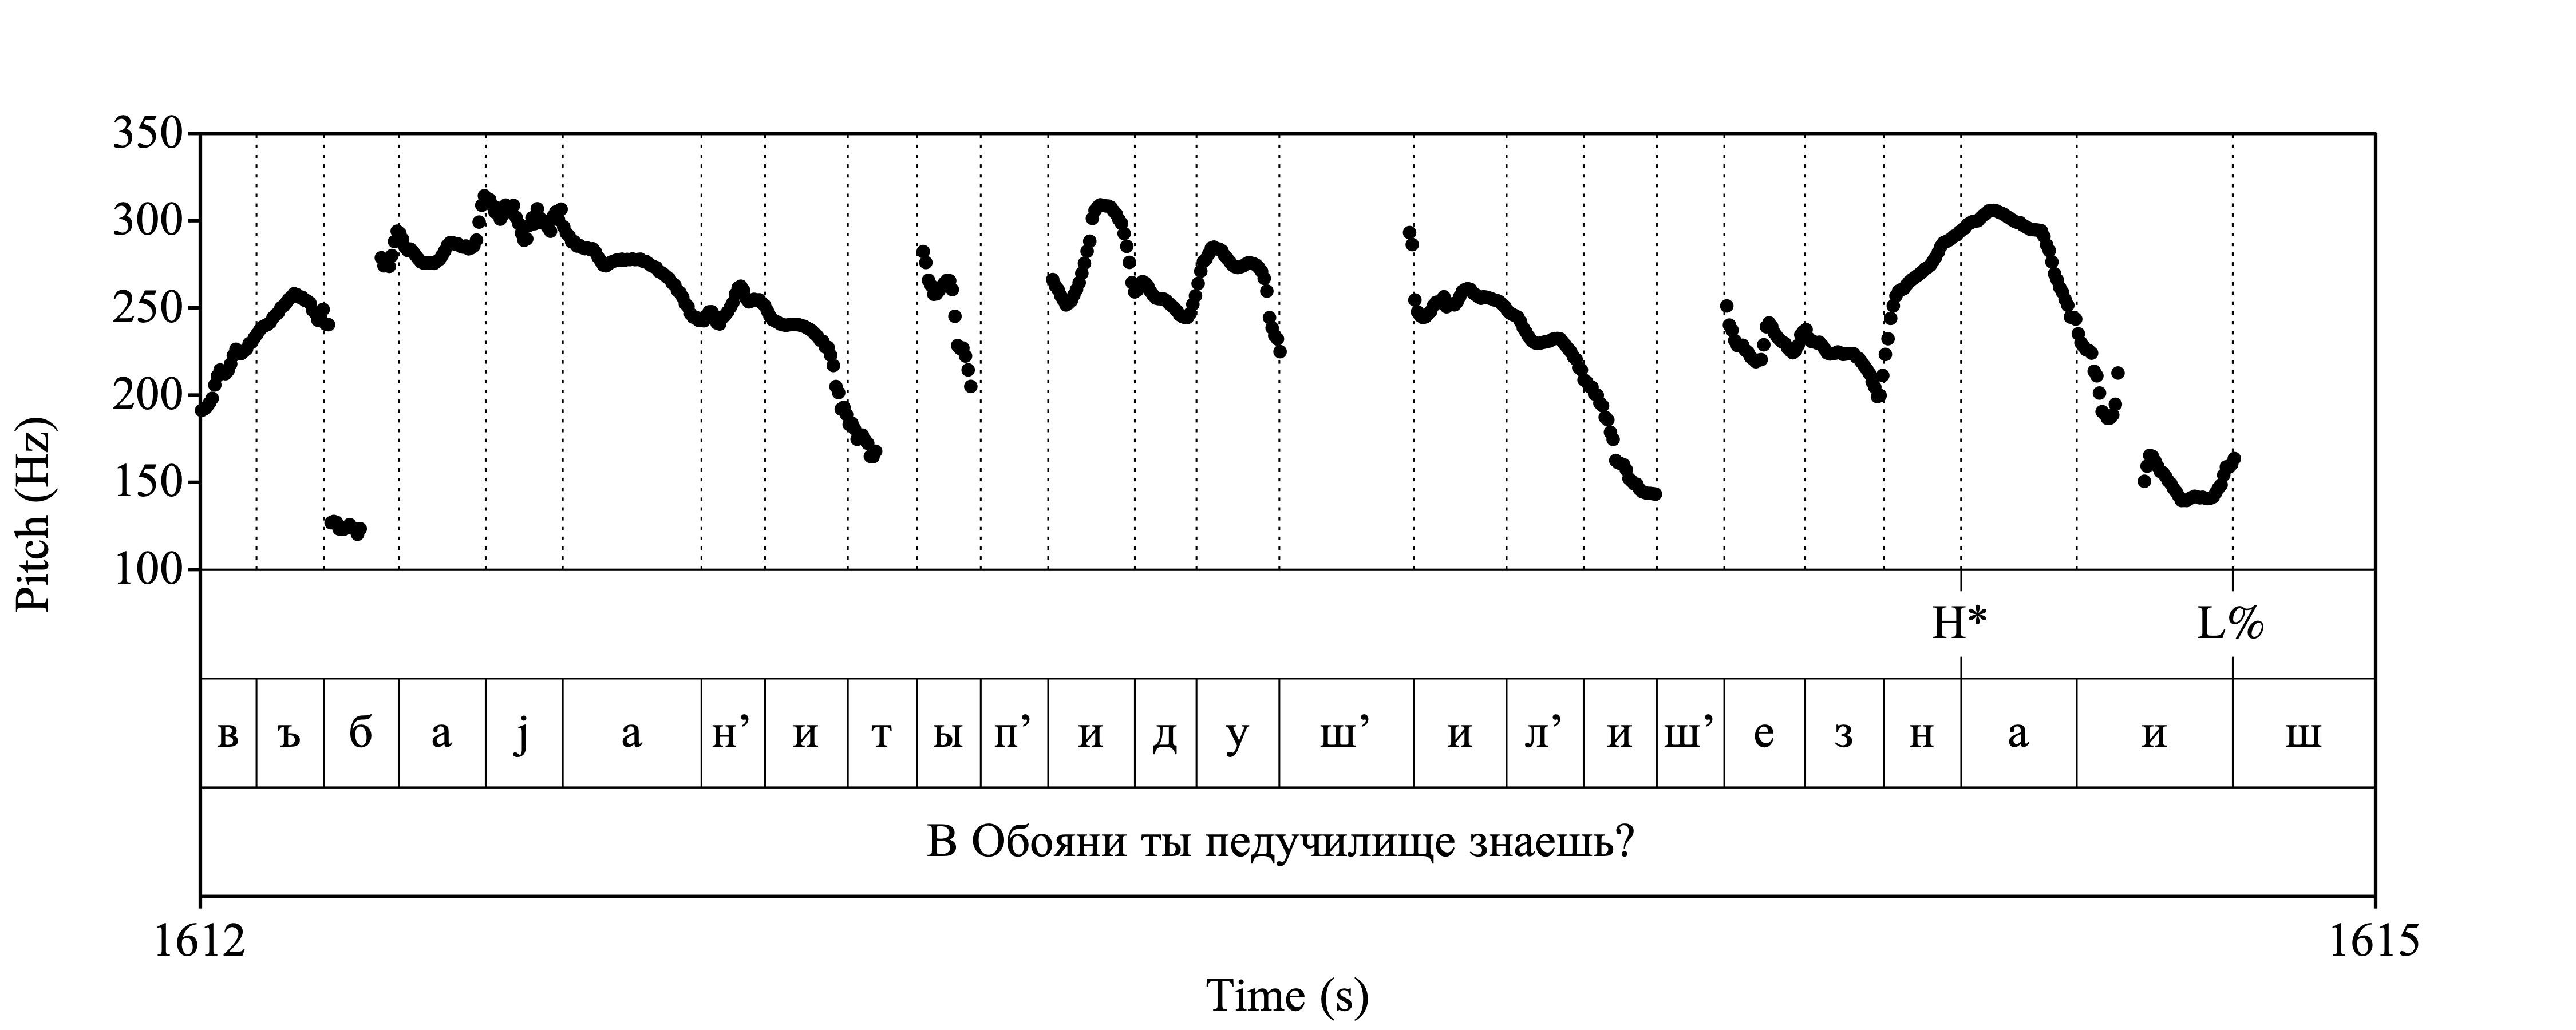 350
300
250
200
150
100
Pitch (Hz)
H* L%
в ъ б а j а н’ и т ы п’ и д у ш’ и л’ и ш’ е з н а и ш
В Обояни ты педучилище знаешь?
1612 1615
Time (s)